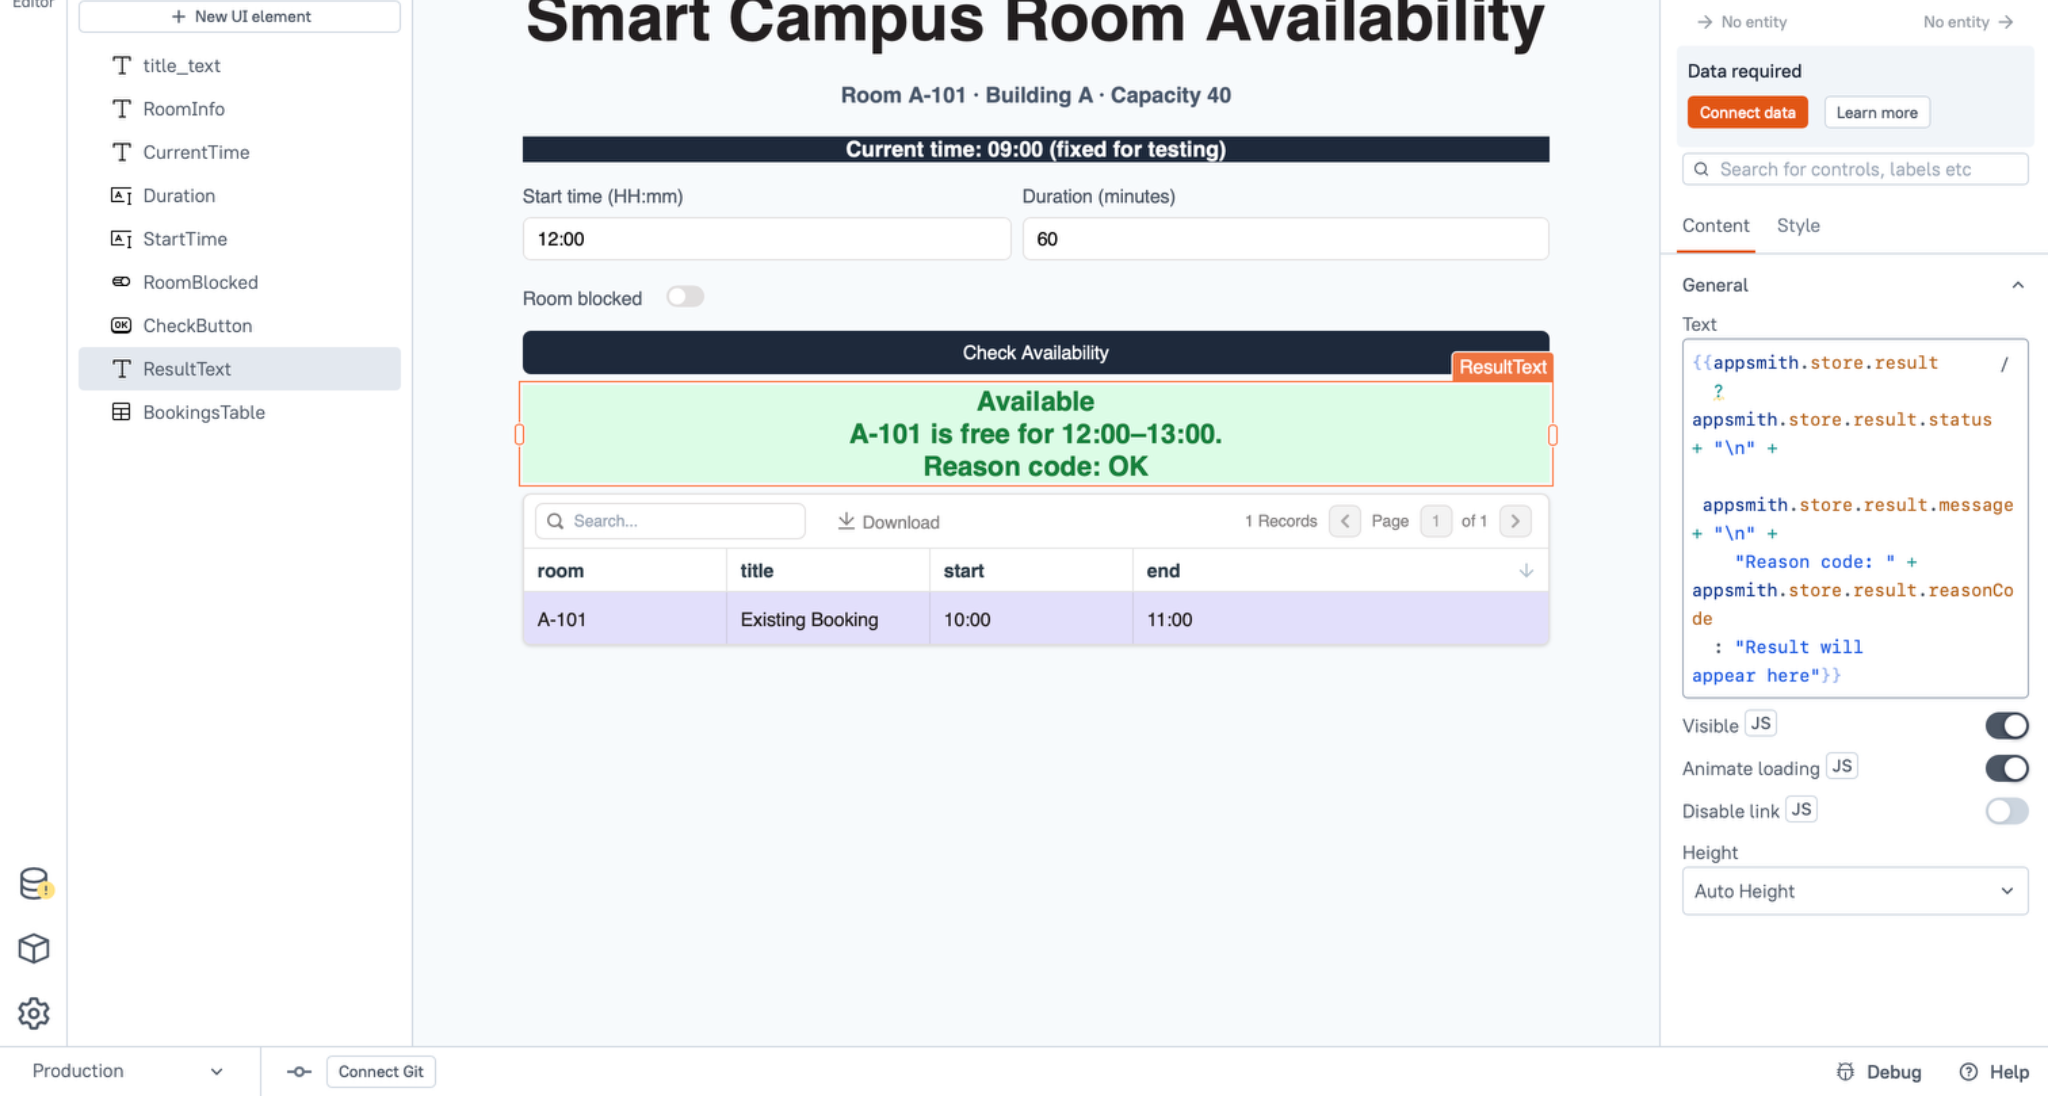 Editor
+ New UI element
title_text
RoomInfo
CurrentTime
Duration
StartTime
RoomBlocked
CheckButton
ResultText
BookingsTable
Production
Connect Git
Smart Campus Room Availability
Room A-101 · Building A · Capacity 40
Current time: 09:00 (fixed for testing)
Start time (HH:mm)
Duration (minutes)
12:00
60
Room blocked
Check Availability
ResultText
Available
A-101 is free for 12:00–13:00.
Reason code: OK
Search...
Download
1 Records
Page
1
of 1
room
title
start
end
A-101
Existing Booking
10:00
11:00
No entity
No entity
Data required
Connect data
Learn more
Search for controls, labels etc
Content
Style
General
Text
{{appsmith.store.result
/
?
appsmith.store.result.status
+ "\n" +
appsmith.store.result.message
+ "\n" +
"Reason code: " +
appsmith.store.result.reasonCo
de
: "Result will
appear here"}}
Visible
JS
Animate loading
JS
Disable link
JS
Height
Auto Height
Debug
Help